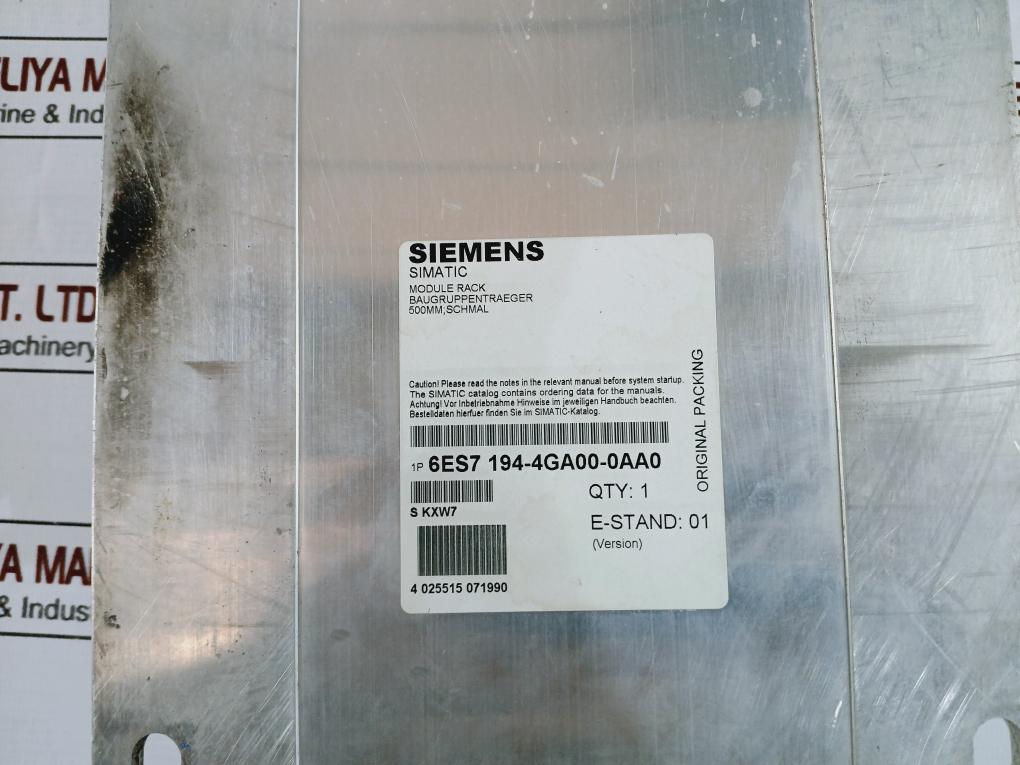 LIYA M
rine & Ind
T. LTD
achinery
YA MA
& Indus
SIEMENS
SIMATIC
MODULE RACK
BAUGRUPPENTRAEGER
500MM;SCHMAL
Caution! Please read the notes in the relevant manual before system startup.
The SIMATIC catalog contains ordering data for the manuals.
Achtung! Vor Inbetriebnahme Hinweise im jeweiligen Handbuch beachten.
Bestelldaten hierfuer finden Sie im SIMATIC-Katalog.
1P 6ES7 194-4GA00-0AA0
QTY: 1
S KXW7
E-STAND: 01
(Version)
4 025515 071990
ORIGINAL PACKING